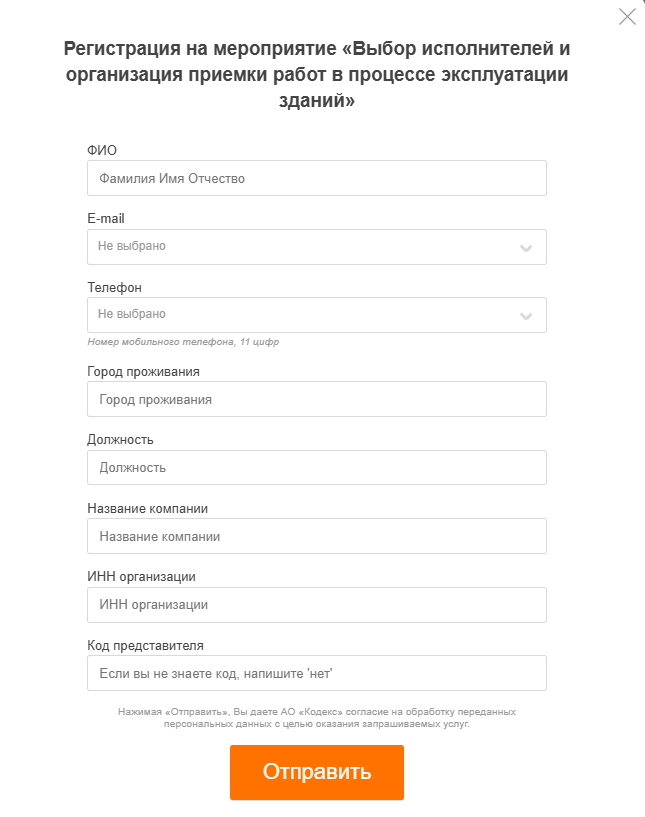 Регистрация на мероприятие «Выбор исполнителей и
организация приемки работ в процессе эксплуатации
зданий»
ФИО
Фамилия Имя Отчество
E-mail
Не выбрано
Телефон
Не выбрано
Номер мобильного телефона, 11 цифр
Город проживания
Город проживания
Должность
Должность
Название компании
Название компании
ИНН организации
ИНН организации
Код представителя
Если вы не знаете код, напишите 'нет'
Нажимая «Отправить», Вы даете АО «Кодекс» согласие на обработку переданных
персональных данных с целью оказания запрашиваемых услуг.
Отправить